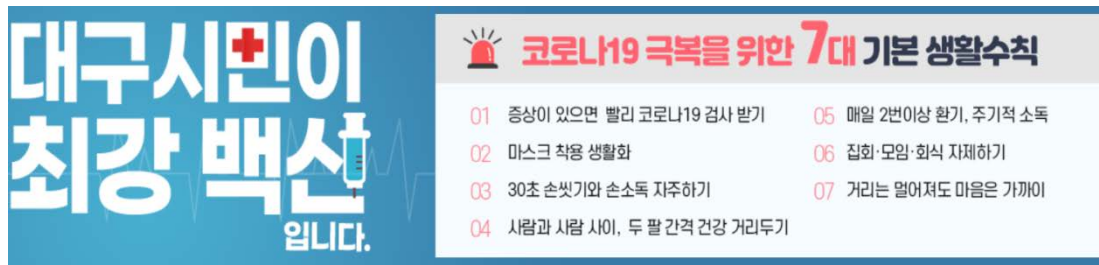 대구시민이
최강 백신
입니다.
코로나19 극복을 위한 7대 기본 생활수칙
01 증상이 있으면 빨리 코로나19 검사 받기
02 마스크 착용 생활화
03 30초 손씻기와 손소독 자주하기
04 사람과 사람 사이, 두 팔 간격 건강 거리두기
05 매일 2번이상 환기, 주기적 소독
06 집회·모임·회식 자제하기
07 거리는 멀어져도 마음은 가까이